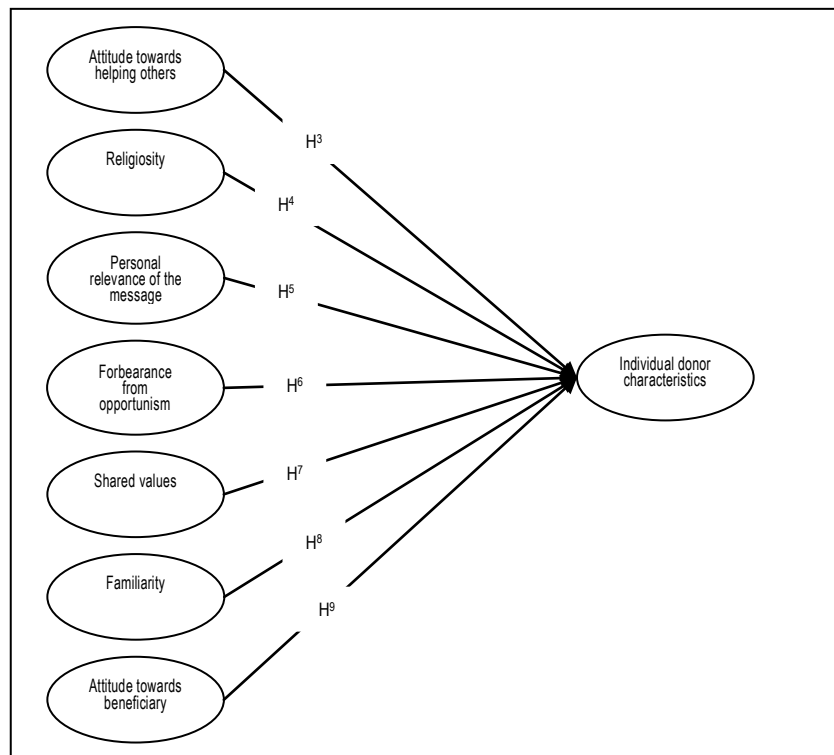 Attitude towards
helping others
H3
Religiosity
H4
Personal
relevance of the
message
H5
Forbearance
from
opportunism
H6
Individual donor
characteristics
Shared values
H7
Familiarity
H8
Attitude towards
beneficiary
H9